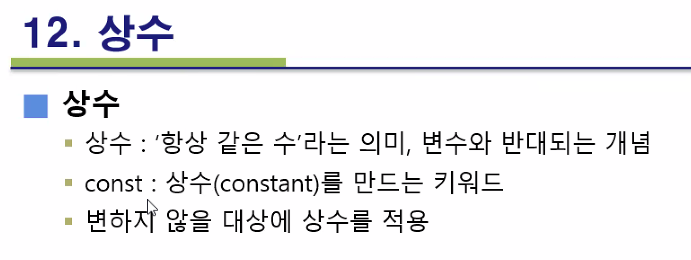 12. 상수
상수
상수 : '항상 같은 수'라는 의미, 변수와 반대되는 개념
const : 상수(constant)를 만드는 키워드
변하지 않을 대상에 상수를 적용